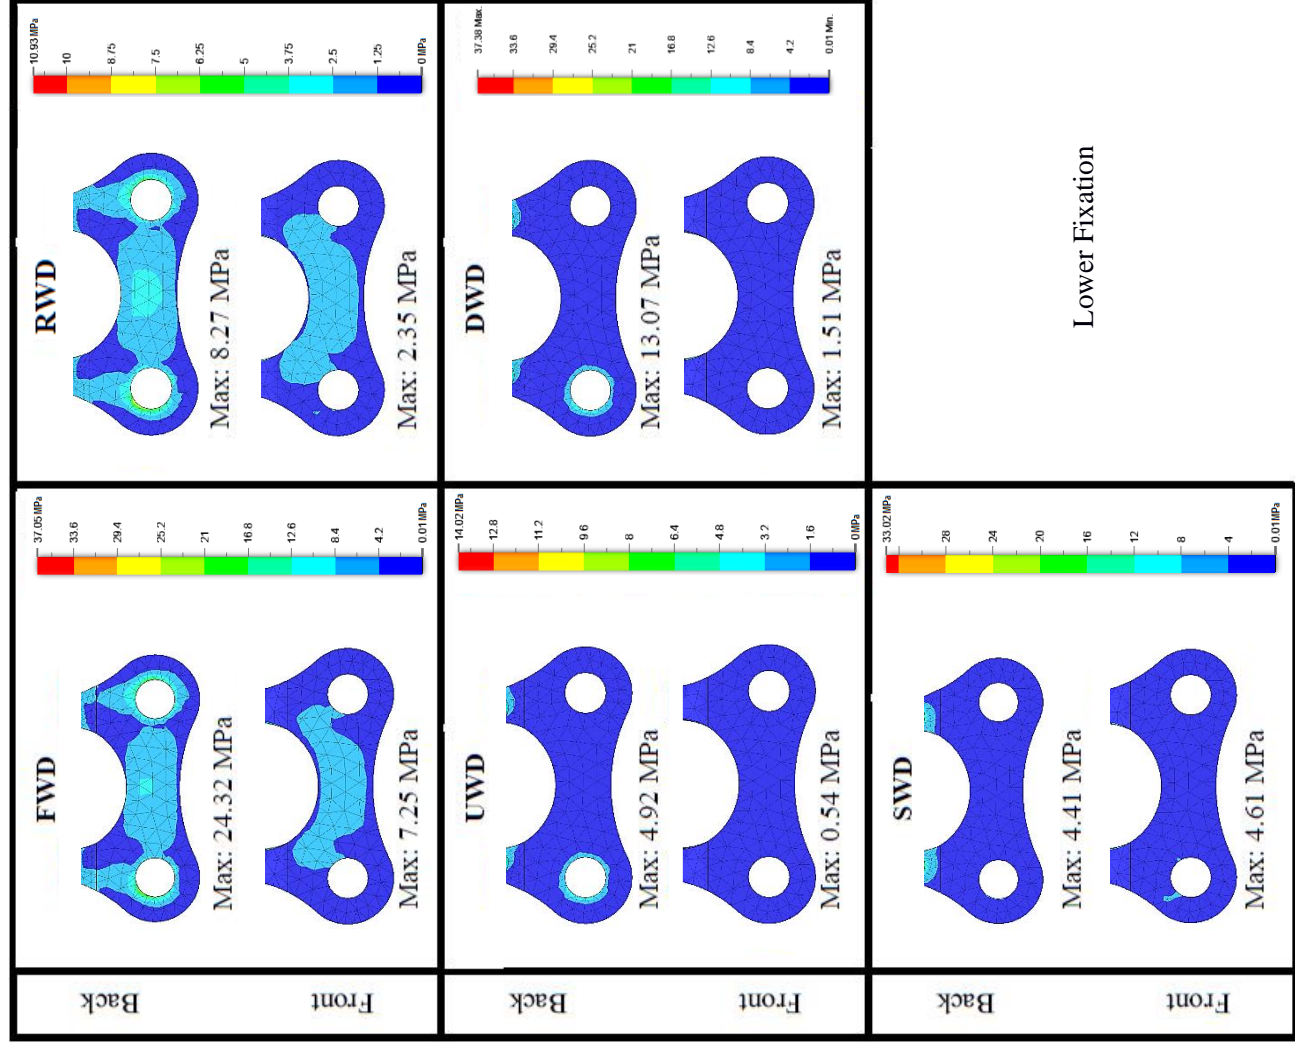 FWD
37.05 MPa
33.6
29.4
25.2
21
16.8
12.6
8.4
4.2
0.01 MPa
Back
Max: 24.32 MPa
Front
Max: 7.25 MPa
RWD
10.93 MPa
10
8.75
7.5
6.25
5
3.75
2.5
1.25
0 MPa
Max: 8.27 MPa
Max: 2.35 MPa
UWD
14.02 MPa
12.8
11.2
9.6
8
6.4
4.8
3.2
1.6
0 MPa
Back
Max: 4.92 MPa
Front
Max: 0.54 MPa
DWD
37.38 Max.
33.6
29.4
25.2
21
16.8
12.6
8.4
4.2
0.01 Min.
Max: 13.07 MPa
Max: 1.51 MPa
SWD
33.02 MPa
28
24
20
16
12
8
4
0.01 MPa
Back
Max: 4.41 MPa
Front
Max: 4.61 MPa
Lower Fixation